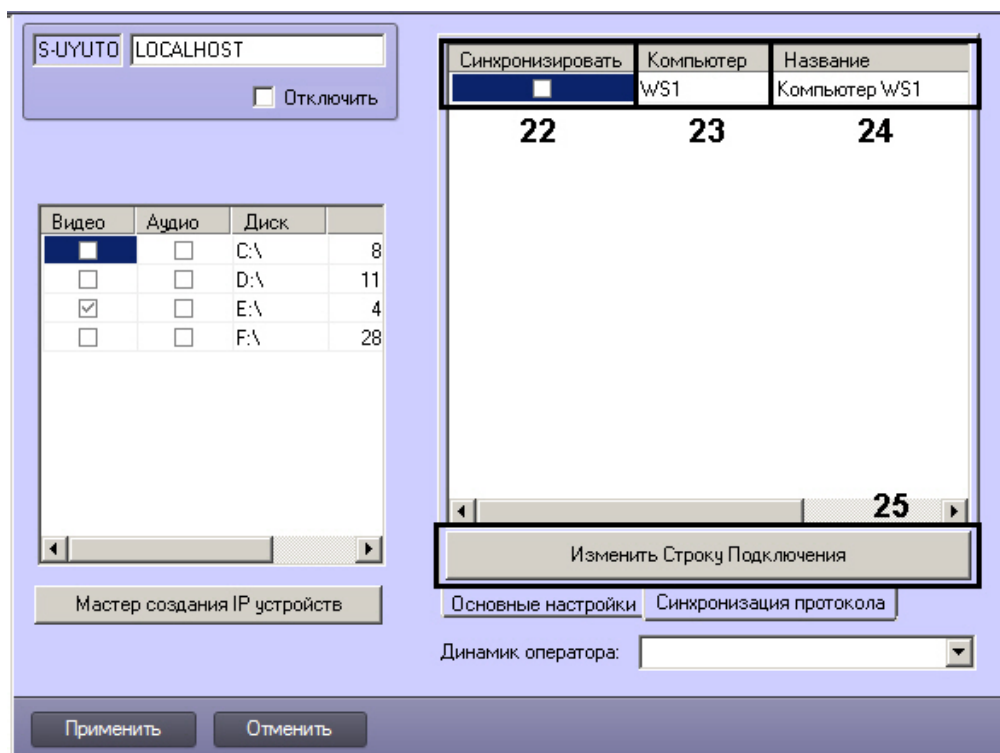 S-UYUTO LOCALHOST
Отключить
Видео Аудио Диск
C:\ 8
D:\ 11
E:\ 4
F:\ 28
Мастер создания IP устройств
Синхронизировать Компьютер Название
WS1 Компьютер WS1
22 23 24
25
Изменить Строку Подключения
Основные настройки Синхронизация протокола
Динамик оператора:
Применить Отменить